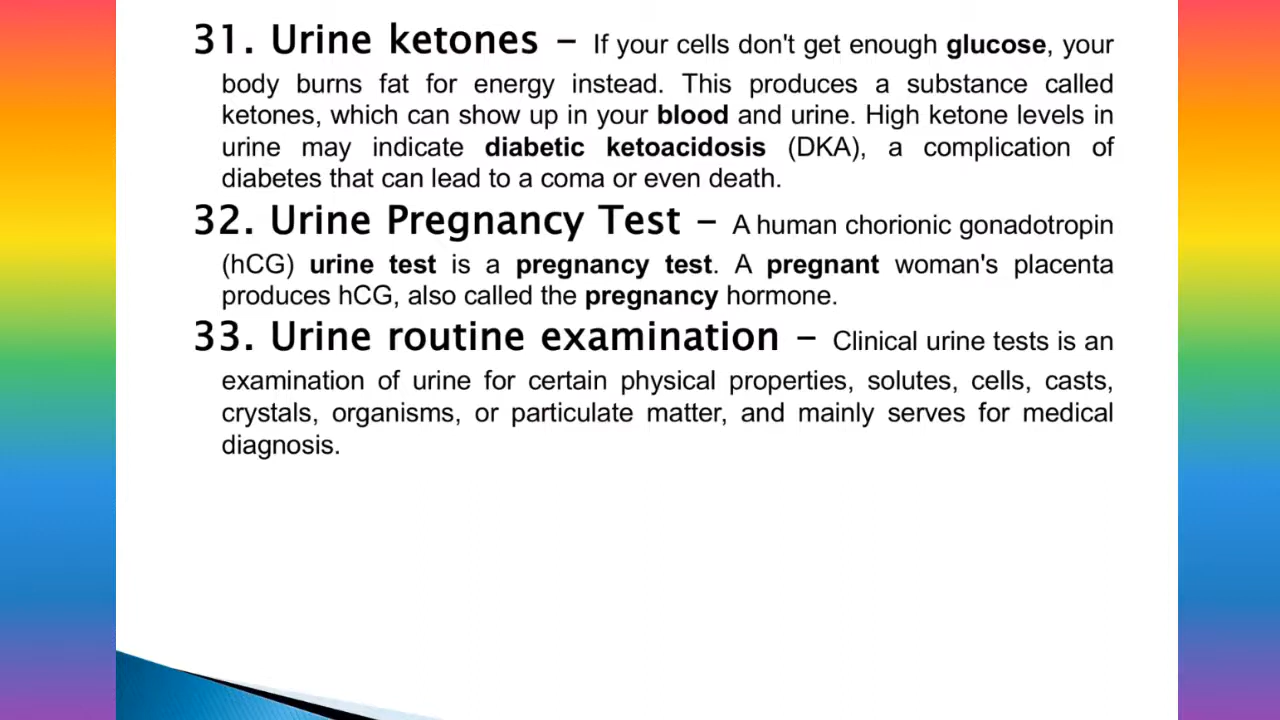 31. Urine ketones – If your cells don't get enough glucose, your
body burns fat for energy instead. This produces a substance called
ketones, which can show up in your blood and urine. High ketone levels in
urine may indicate diabetic ketoacidosis (DKA), a complication of
diabetes that can lead to a coma or even death.
32. Urine Pregnancy Test – A human chorionic gonadotropin
(hCG) urine test is a pregnancy test. A pregnant woman's placenta
produces hCG, also called the pregnancy hormone.
33. Urine routine examination – Clinical urine tests is an
examination of urine for certain physical properties, solutes, cells, casts,
crystals, organisms, or particulate matter, and mainly serves for medical
diagnosis.